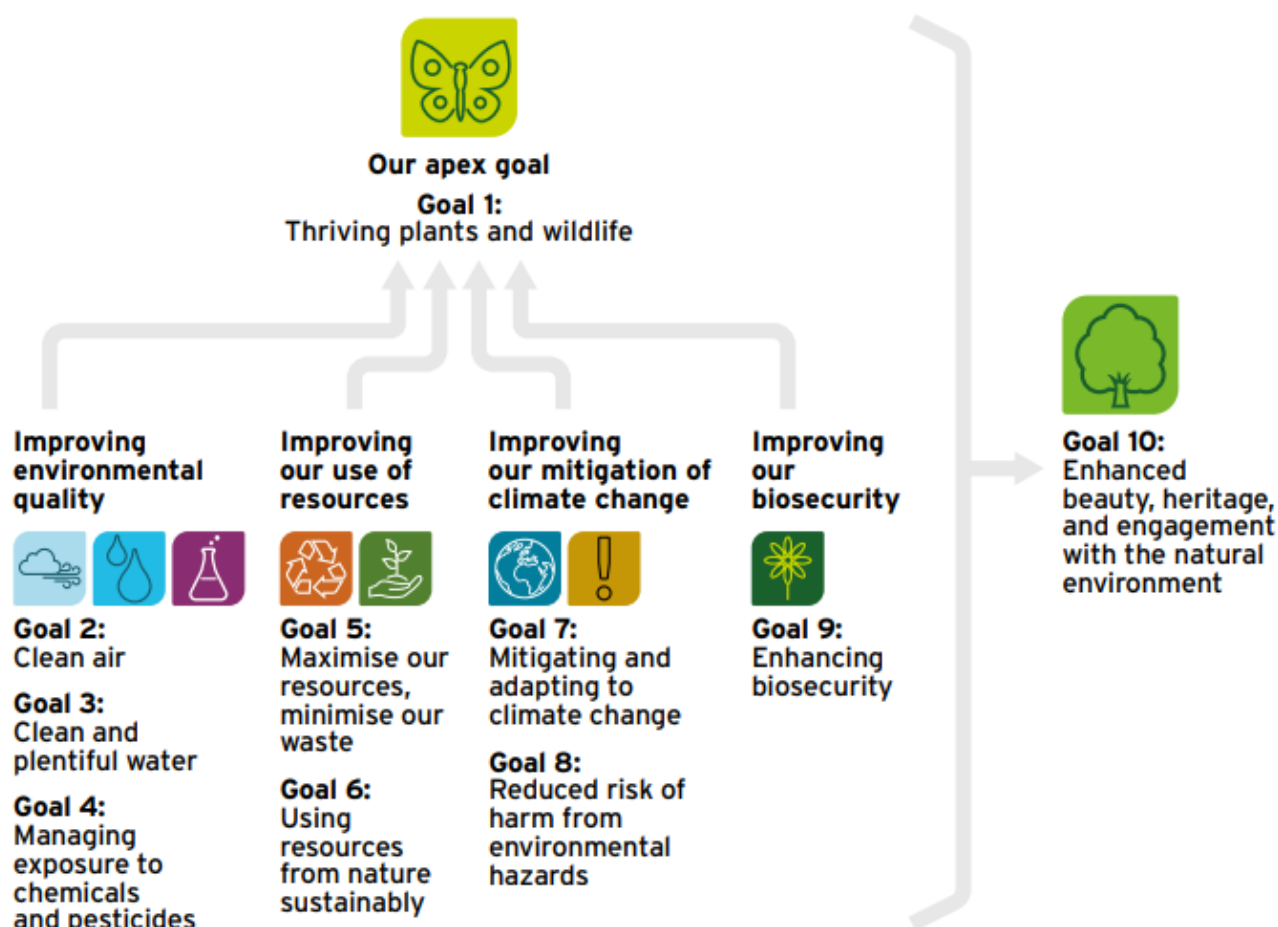 Our apex goal
Goal 1:
Thriving plants and wildlife
Improving
environmental
quality
Goal 2:
Clean air
Goal 3:
Clean and
plentiful water
Goal 4:
Managing
exposure to
chemicals
and pesticides
Improving
our use of
resources
Goal 5:
Maximise our
resources,
minimise our
waste
Goal 6:
Using
resources
from nature
sustainably
Improving
our mitigation of
climate change
Goal 7:
Mitigating and
adapting to
climate change
Goal 8:
Reduced risk of
harm from
environmental
hazards
Improving
our
biosecurity
Goal 9:
Enhancing
biosecurity
Goal 10:
Enhanced
beauty, heritage,
and engagement
with the natural
environment